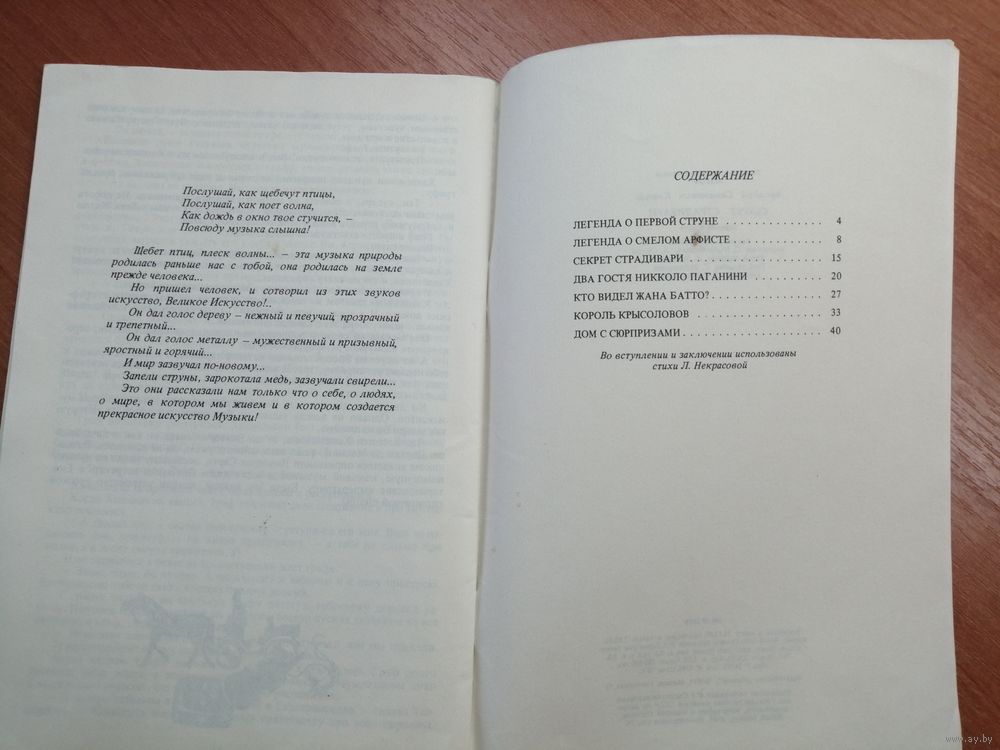 Послушай, как щебечут птицы,
Послушай, как поет волна,
Как дождь в окно твое стучится, –
Повсюду музыка слышна!
Щебет птиц, плеск волны... – эта музыка природы
родилась раньше нас с тобой, она родилась на земле
прежде человека...
Но пришел человек, и сотворил из этих звуков
искусство, Великое Искусство!..
Он дал голос дереву – нежный и певучий, прозрачный
и трепетный...
Он дал голос металлу – мужественный и призывный,
яростный и горячий...
И мир зазвучал по-новому...
Запели струны, зарокотала медь, зазвучали свирели...
Это они рассказали нам только что о себе, о людях,
о мире, в котором мы живем и в котором создается
прекрасное искусство Музыки!
СОДЕРЖАНИЕ
ЛЕГЕНДА О ПЕРВОЙ СТРУНЕ . . . . . . . . . . . . . . . 4
ЛЕГЕНДА О СМЕЛОМ АРФИСТЕ . . . . . . . . . . . . . . 8
СЕКРЕТ СТРАДИВАРИ . . . . . . . . . . . . . . . . . . . . 15
ДВА ГОСТЯ НИККОЛО ПАГАНИНИ . . . . . . . . . . . 20
КТО ВИДЕЛ ЖАНА БАТТО? . . . . . . . . . . . . . . . . . 27
КОРОЛЬ КРЫСОЛОВОВ . . . . . . . . . . . . . . . . . . . 33
ДОМ С СЮРПРИЗАМИ . . . . . . . . . . . . . . . . . . . . 40
Во вступлении и заключении использованы
стихи Л. Некрасовой
www.ay.by